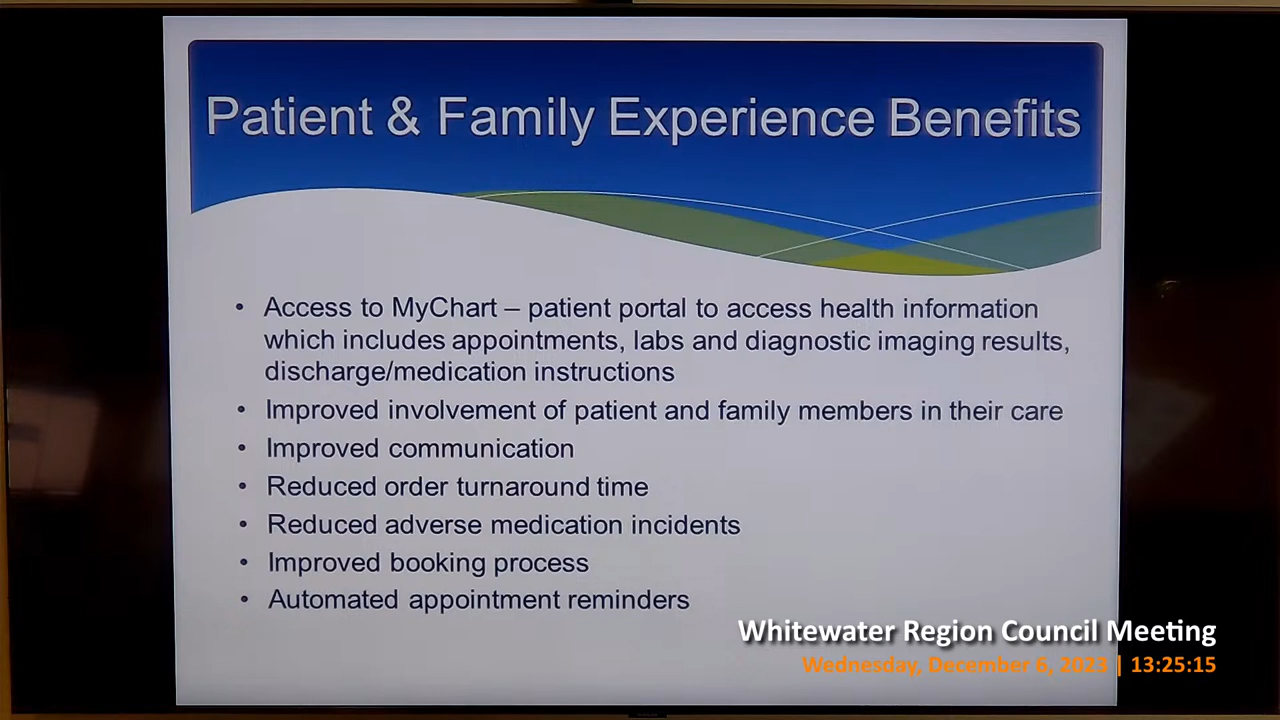 Patient & Family Experience Benefits
• Access to MyChart – patient portal to access health information
which includes appointments, labs and diagnostic imaging results,
discharge/medication instructions
• Improved involvement of patient and family members in their care
• Improved communication
• Reduced order turnaround time
• Reduced adverse medication incidents
• Improved booking process
• Automated appointment reminders
Whitewater Region Council Meeting
Wednesday, December 6, 2023 | 13:25:15